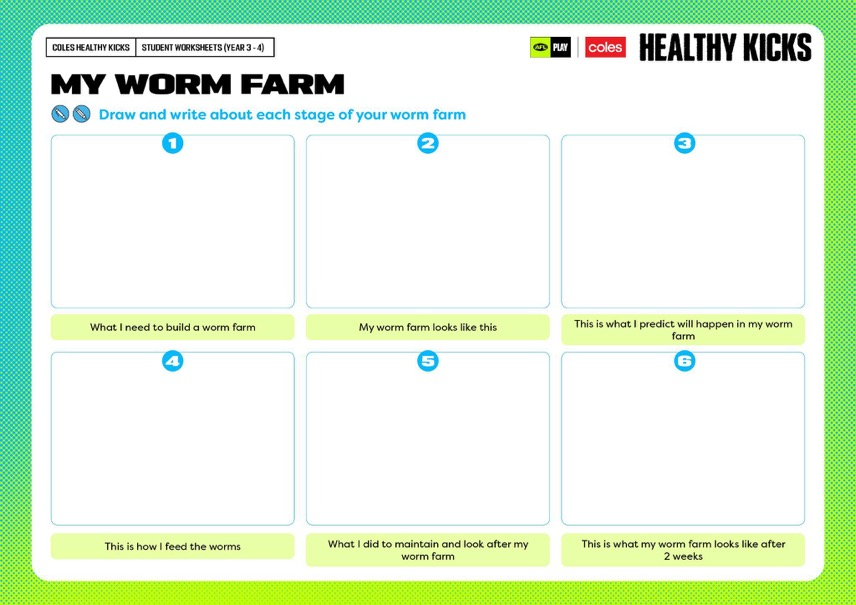 COLES HEALTHY KICKS STUDENT WORKSHEETS (YEAR 3 - 4)
AFL PLAY coles HEALTHY KICKS
MY WORM FARM
Draw and write about each stage of your worm farm
1 2 3
What I need to build a worm farm
My worm farm looks like this
This is what I predict will happen in my worm
farm
4 5 6
This is how I feed the worms
What I did to maintain and look after my
worm farm
This is what my worm farm looks like after
2 weeks